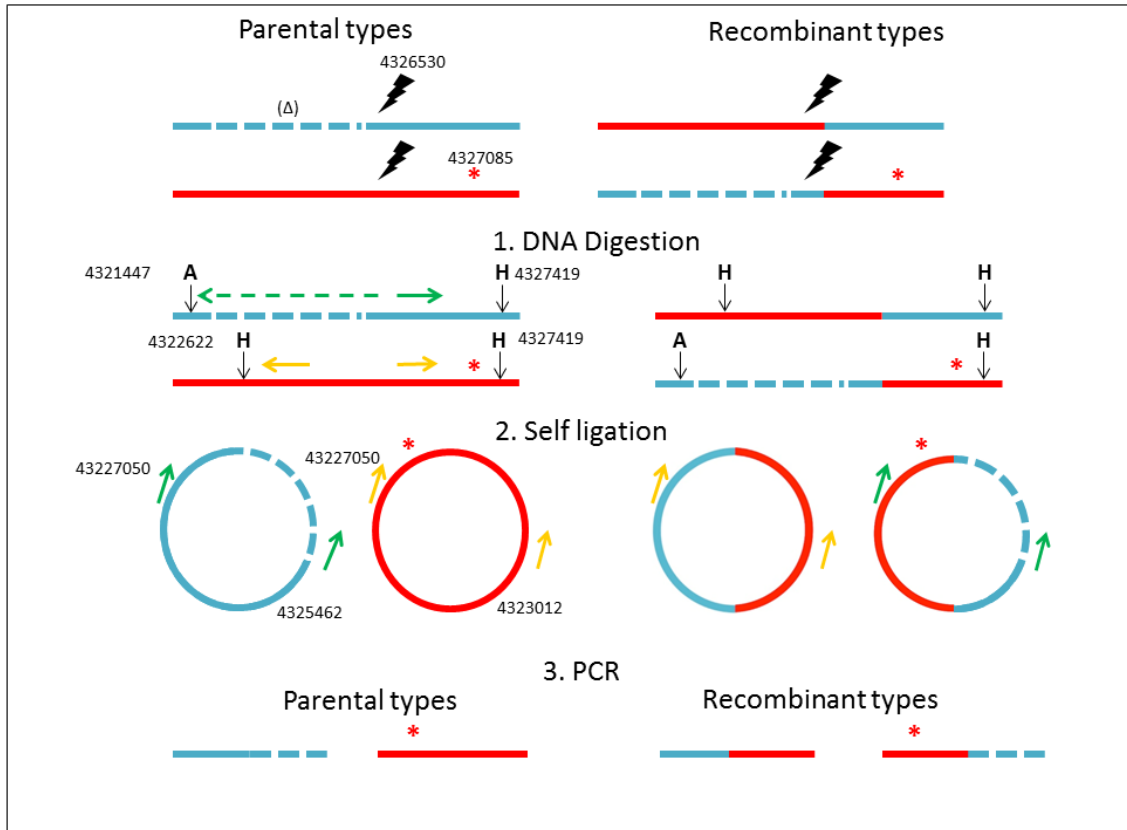 Parental types
Recombinant types
4326530
(Δ)
4327085
*
*
1. DNA Digestion
4321447
A
H
4327419
H
H
4322622
H
H
4327419
A
H
*
*
2. Self ligation
43227050
43227050
*
*
4325462
4323012
3. PCR
Parental types
Recombinant types
*
*